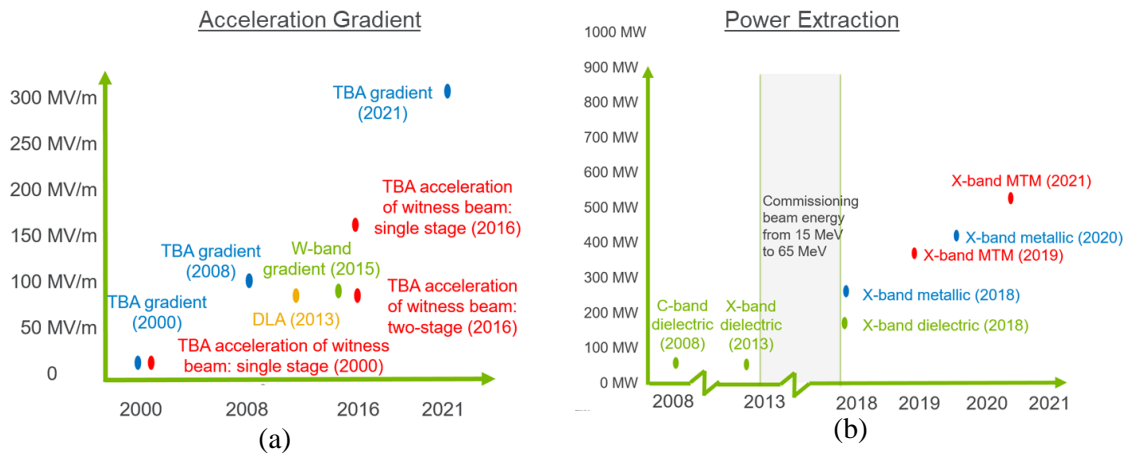 Acceleration Gradient
300 MV/m
250 MV/m
200 MV/m
150 MV/m
100 MV/m
50 MV/m
0
TBA gradient
(2021)
TBA acceleration
of witness beam:
single stage (2016)
TBA gradient
(2008)
W-band
gradient (2015)
TBA gradient
(2000)
DLA (2013)
TBA acceleration
of witness beam:
two-stage
(2016)
TBA acceleration of witness
beam: single stage (2000)
2000
2008
2016
2021
(a)
Power Extraction
1000 MW
900 MW
800 MW
700 MW
600 MW
500 MW
400 MW
300 MW
200 MW
100 MW
0 MW
Commissioning
beam energy
from 15 MeV
to 65 MeV
X-band MTM (2021)
X-band metallic (2020)
X-band MTM (2019)
X-band metallic (2018)
X-band dielectric (2018)
C-band
dielectric
(2008)
X-band
dielectric
(2013)
2008
2013
2018
2019
2020
2021
(b)